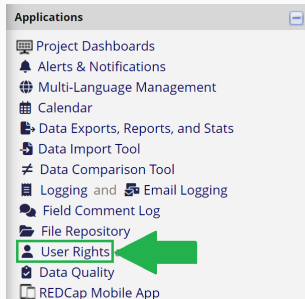 Applications
Project Dashboards
Alerts & Notifications
Multi-Language Management
Calendar
Data Exports, Reports, and Stats
Data Import Tool
Data Comparison Tool
Logging and Email Logging
Field Comment Log
File Repository
User Rights
Data Quality
REDCap Mobile App